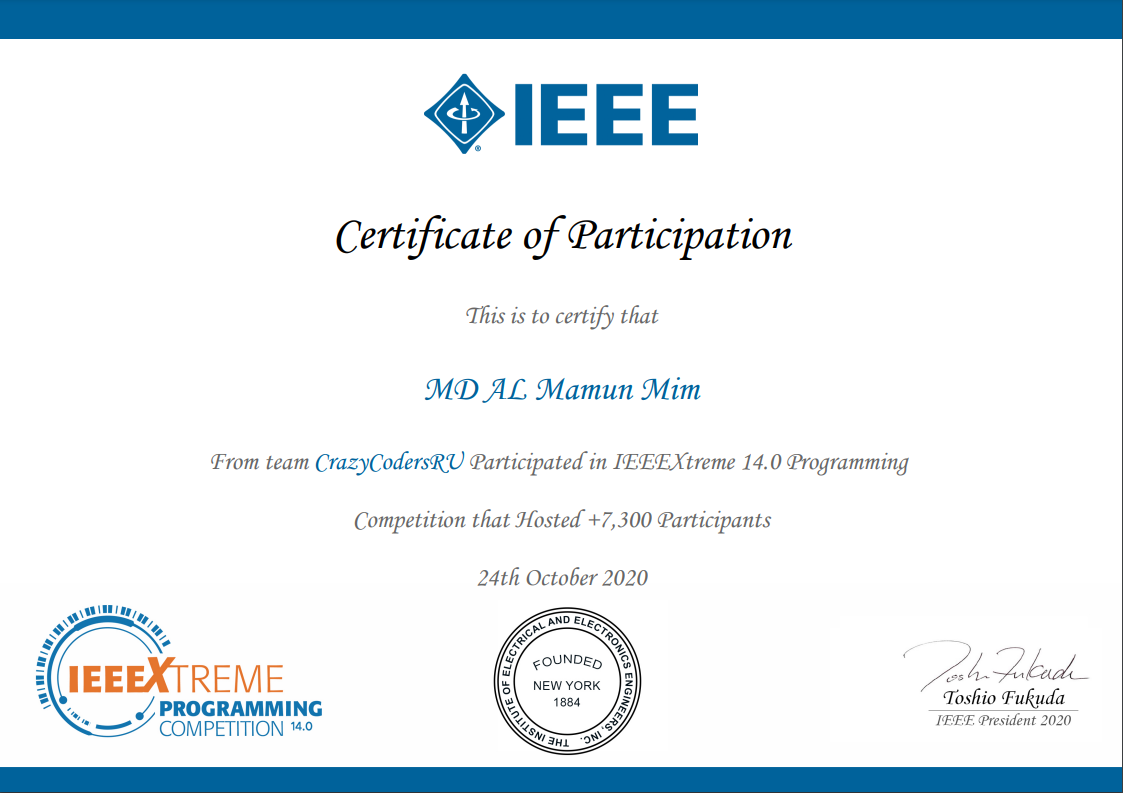 IEEE
®
Certificate of Participation
This is to certify that
MD AL Mamun Mim
From team CrazyCodersRU Participated in IEEEXtreme 14.0 Programming
Competition that Hosted +7,300 Participants
24th October 2020
IEEEXTREME
PROGRAMMING
COMPETITION 14.0
THE INSTITUTE OF ELECTRICAL AND ELECTRONICS ENGINEERS, INC.
FOUNDED
NEW YORK
1884
Toshio Fukuda
Toshio Fukuda
IEEE President 2020